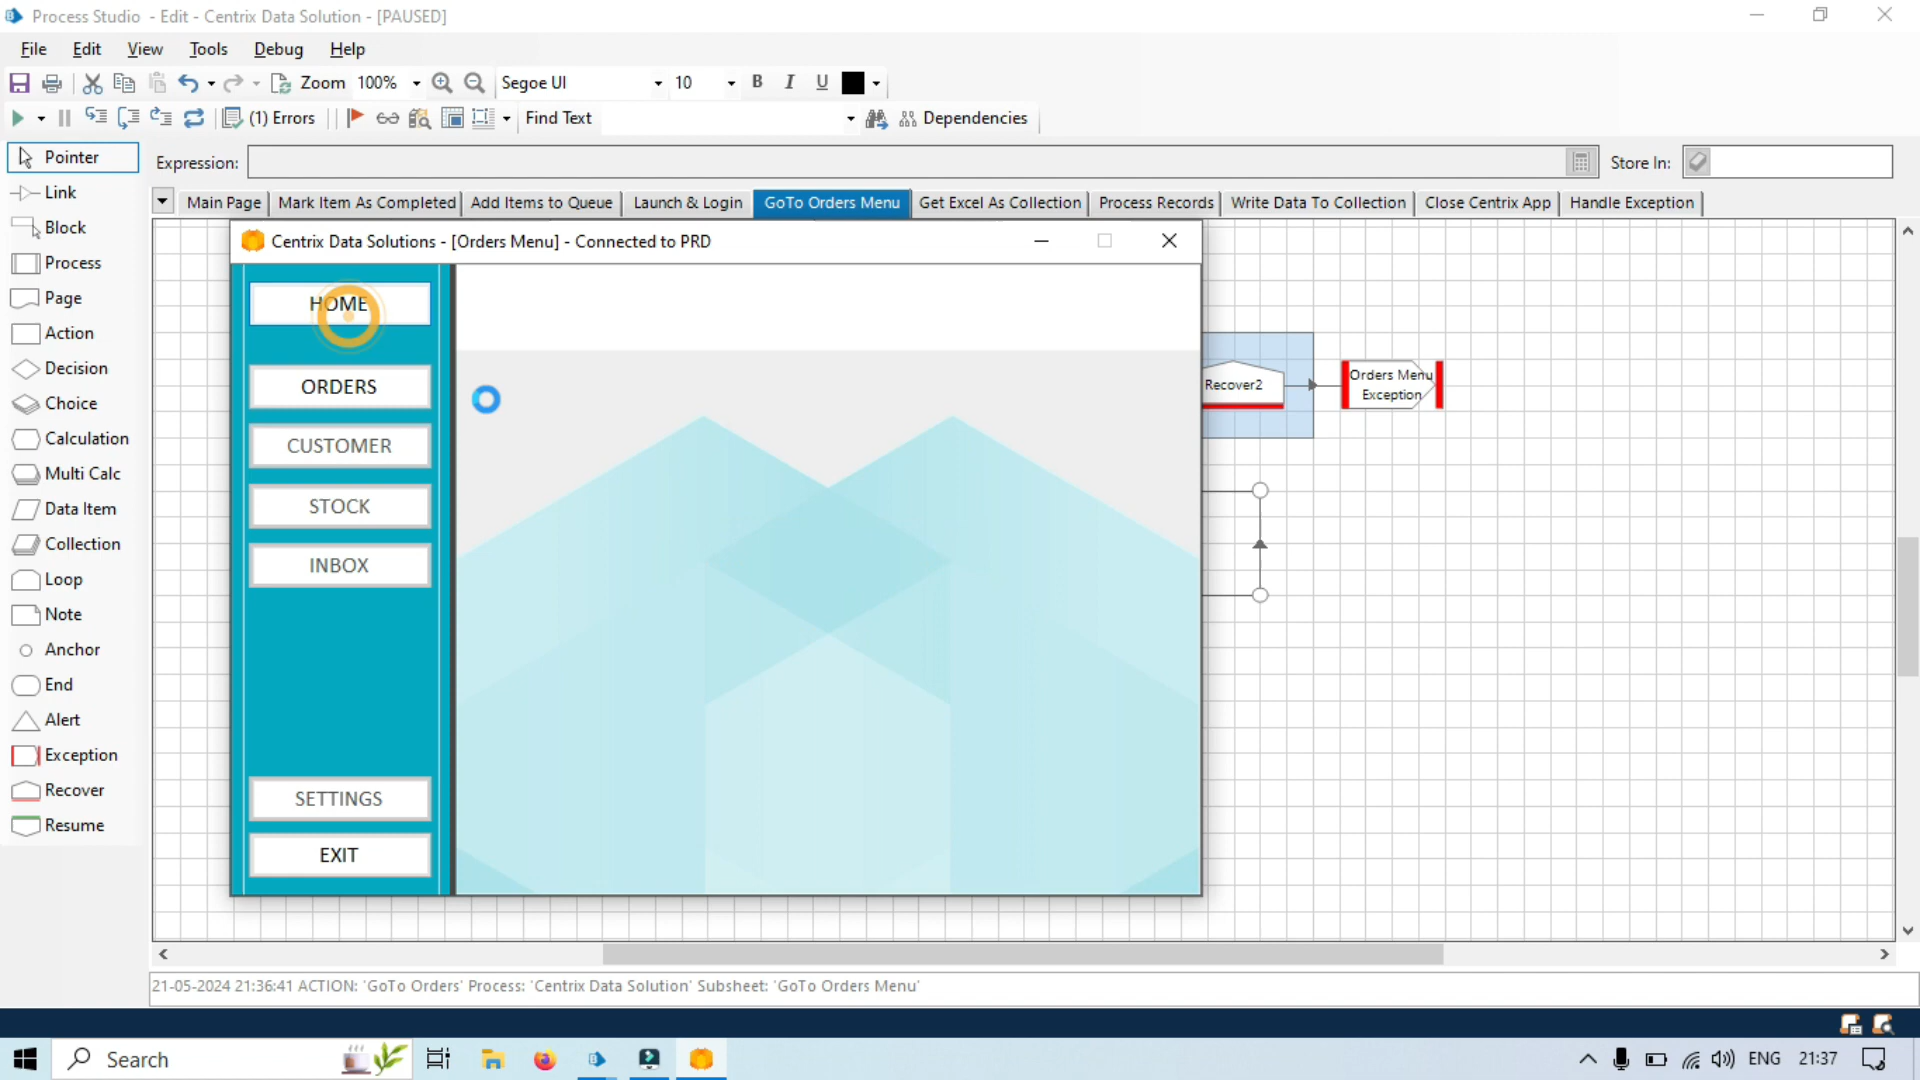 Process Studio - Edit - Centrix Data Solution - [PAUSED]
File Edit View Tools Debug Help
Zoom 100% Segoe UI 10 B I U
(1) Errors Find Text Dependencies
Pointer
Expression: Store In:
Link
Main Page Mark Item As Completed Add Items to Queue Launch & Login GoTo Orders Menu Get Excel As Collection Process Records Write Data To Collection Close Centrix App Handle Exception
Block
Process
Page
Action
Decision
Choice
Calculation
Multi Calc
Data Item
Collection
Loop
Note
Anchor
End
Alert
Exception
Recover
Resume
Centrix Data Solutions - [Orders Menu] - Connected to PRD
HOME
ORDERS
CUSTOMER
STOCK
INBOX
SETTINGS
EXIT
Recover2
Orders Menu
Exception
21-05-2024 21:36:41 ACTION: 'GoTo Orders' Process: 'Centrix Data Solution' Subsheet: 'GoTo Orders Menu'
Search
ENG 21:37